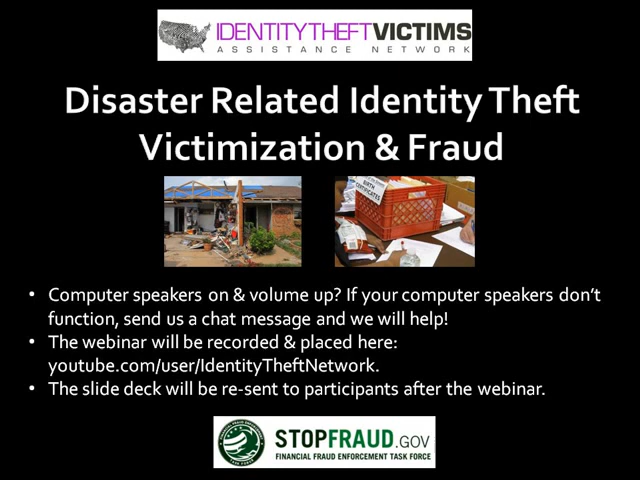 IDENTITYTHEFTVICTIMS
ASSISTANCE NETWORK
Disaster Related Identity Theft
Victimization & Fraud
BIRTH
CERTIFICATES
• Computer speakers on & volume up? If your computer speakers don't
function, send us a chat message and we will help!
• The webinar will be recorded & placed here:
youtube.com/user/IdentityTheftNetwork.
• The slide deck will be re-sent to participants after the webinar.
STOPFRAUD.GOV
FINANCIAL FRAUD ENFORCEMENT TASK FORCE